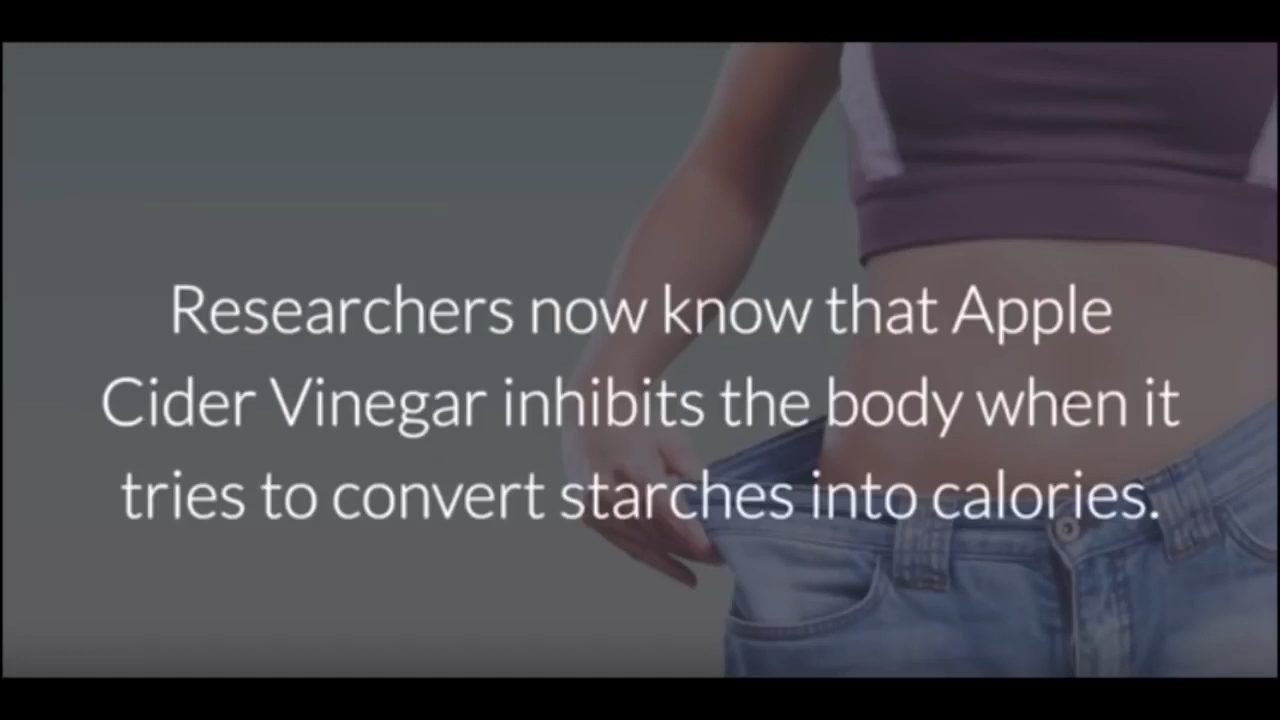 Researchers now know that Apple
Cider Vinegar inhibits the body when it
tries to convert starches into calories.